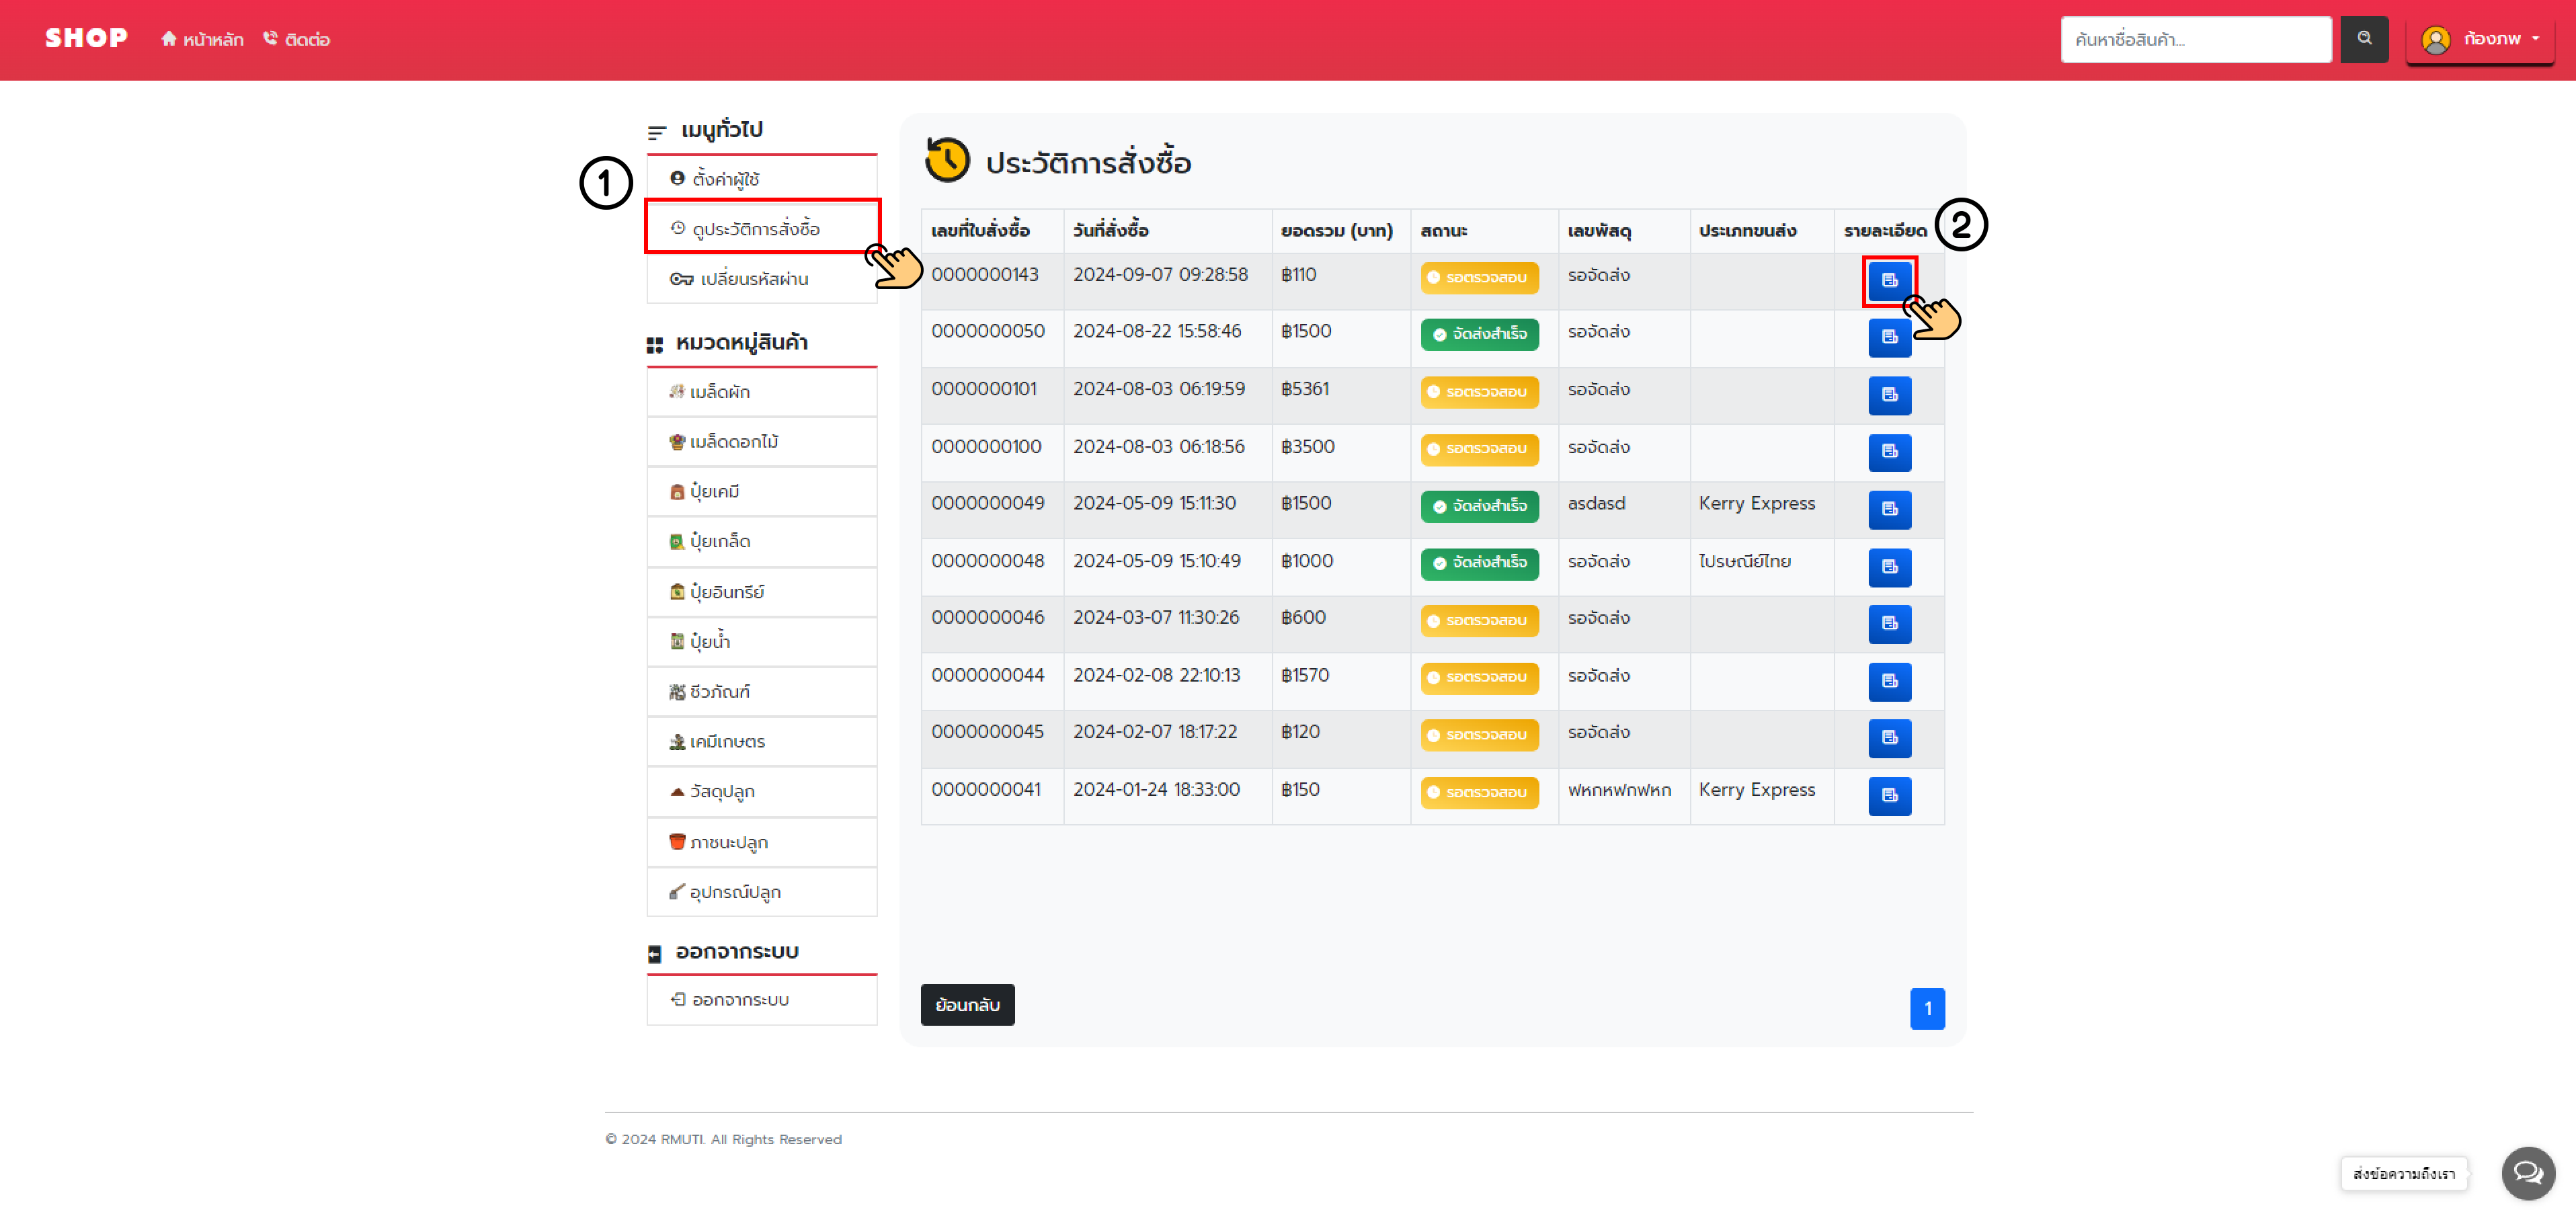 SHOP หน้าหลัก ติดต่อ ค้นหาชื่อสินค้า... ก้องภพ
เมนูทั่วไป
1
ตั้งค่าผู้ใช้
ดูประวัติการสั่งซื้อ
เปลี่ยนรหัสผ่าน
หมวดหมู่สินค้า
เมล็ดผัก
เมล็ดดอกไม้
ปุ๋ยเคมี
ปุ๋ยเกล็ด
ปุ๋ยอินทรีย์
ปุ๋ยน้ำ
ชีวภัณฑ์
เคมีเกษตร
วัสดุปลูก
ภาชนะปลูก
อุปกรณ์ปลูก
ออกจากระบบ
ออกจากระบบ
ประวัติการสั่งซื้อ
2
เลขที่ใบสั่งซื้อ วันที่สั่งซื้อ ยอดรวม (บาท) สถานะ เลขพัสดุ ประเภทขนส่ง รายละเอียด
0000000143 2024-09-07 09:28:58 ฿110 รอตรวจสอบ รอจัดส่ง
0000000050 2024-08-22 15:58:46 ฿1500 จัดส่งสำเร็จ รอจัดส่ง
0000000101 2024-08-03 06:19:59 ฿5361 รอตรวจสอบ รอจัดส่ง
0000000100 2024-08-03 06:18:56 ฿3500 รอตรวจสอบ รอจัดส่ง
0000000049 2024-05-09 15:11:30 ฿1500 จัดส่งสำเร็จ asdasd Kerry Express
0000000048 2024-05-09 15:10:49 ฿1000 จัดส่งสำเร็จ รอจัดส่ง ไปรษณีย์ไทย
0000000046 2024-03-07 11:30:26 ฿600 รอตรวจสอบ รอจัดส่ง
0000000044 2024-02-08 22:10:13 ฿1570 รอตรวจสอบ รอจัดส่ง
0000000045 2024-02-07 18:17:22 ฿120 รอตรวจสอบ รอจัดส่ง
0000000041 2024-01-24 18:33:00 ฿150 รอตรวจสอบ ฟหกหฟกฟหก Kerry Express
ย้อนกลับ 1
© 2024 RMUTI. All Rights Reserved
ส่งข้อความถึงเรา